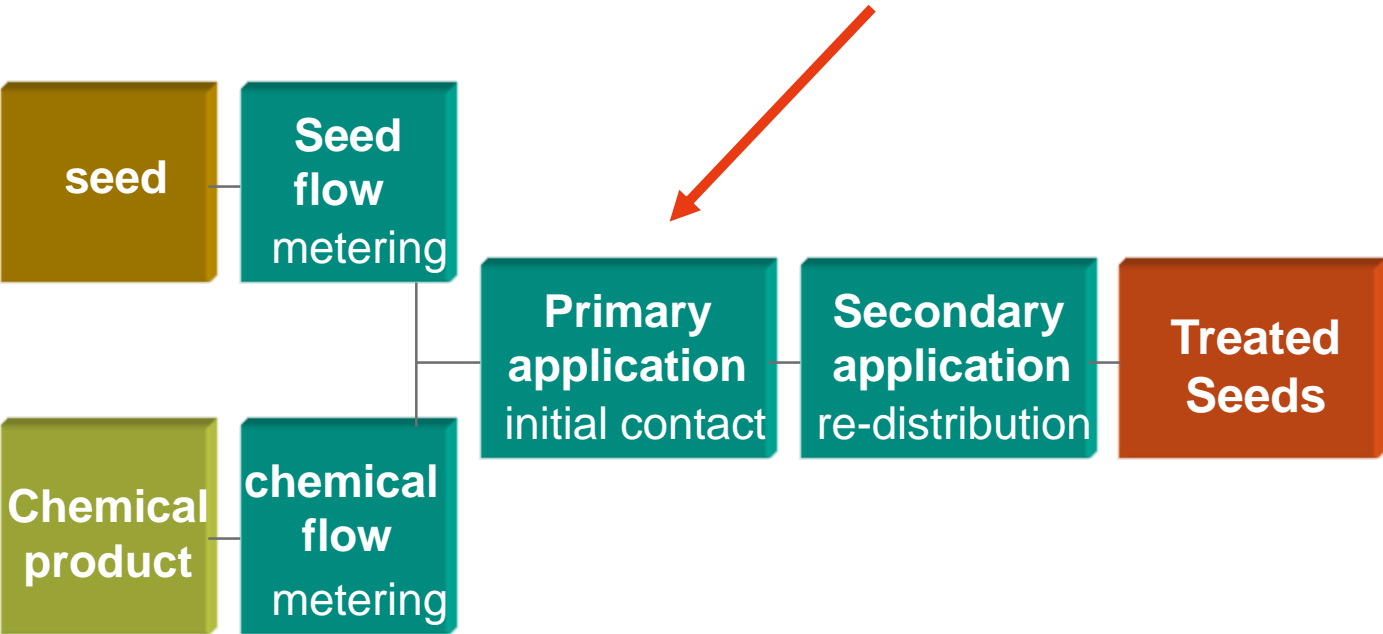 seed
Seed
flow
metering
Primary
application
initial contact
Secondary
application
re-distribution
Treated
Seeds
Chemical
product
chemical
flow
metering